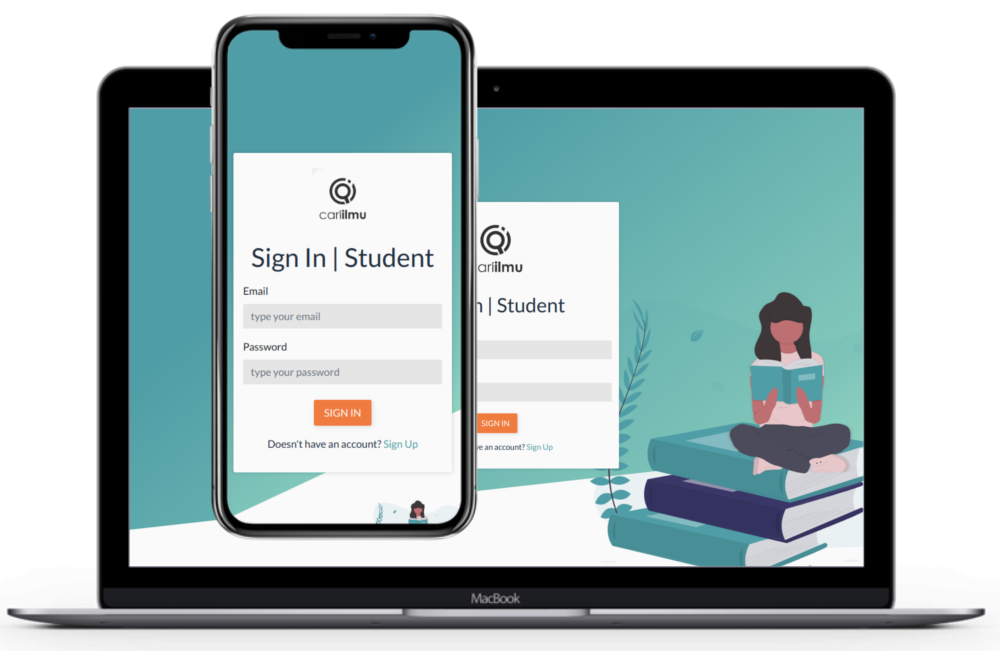 cariilmu
Sign In | Student
Email
type your email
Password
type your password
SIGN IN
Doesn't have an account? Sign Up
ariilmu
n | Student
SIGN IN
ve an account? Sign Up
MacBook